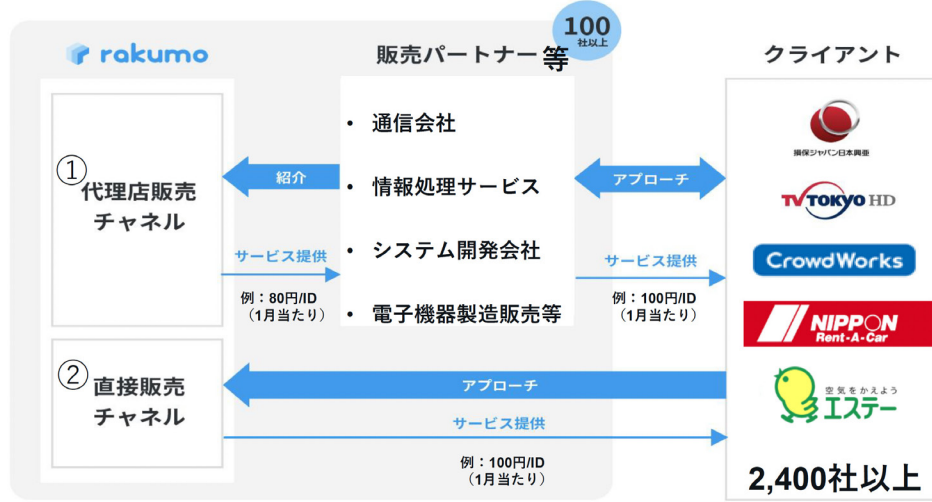 rakumo
販売パートナー等
100
社以上
クライアント
①
代理店販売
チャネル
紹介
サービス提供
例：80円/ID
（1月当たり）
・ 通信会社
・ 情報処理サービス
・ システム開発会社
・ 電子機器製造販売等
アプローチ
サービス提供
例：100円/ID
（1月当たり）
②
直接販売
チャネル
アプローチ
サービス提供
例：100円/ID
（1月当たり）
損保ジャパン日本興亜
TV TOKYO HD
CrowdWorks
NIPPON
Rent-A-Car
空気をかえよう
エステー
2,400社以上